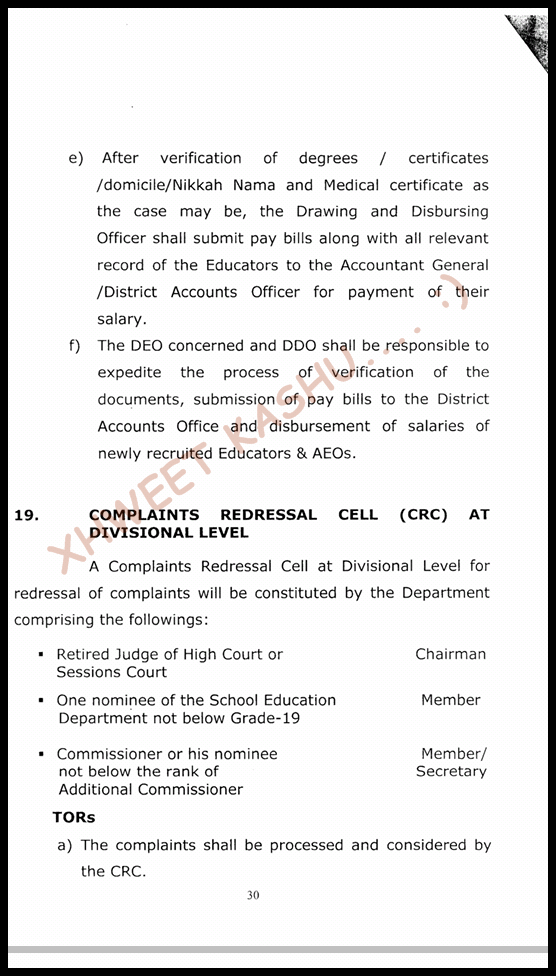 e) After verification of degrees / certificates
/domicile/Nikkah Nama and Medical certificate as
the case may be, the Drawing and Disbursing
Officer shall submit pay bills along with all relevant
record of the Educators to the Accountant General
/District Accounts Officer for payment of their
salary.
f) The DEO concerned and DDO shall be responsible to
expedite the process of verification of the
documents, submission of pay bills to the District
Accounts Office and disbursement of salaries of
newly recruited Educators & AEOs.
XHWEET KASHU.... :)
19. COMPLAINTS REDRESSAL CELL (CRC) AT
DIVISIONAL LEVEL
A Complaints Redressal Cell at Divisional Level for
redressal of complaints will be constituted by the Department
comprising the followings:
▪ Retired Judge of High Court or Chairman
Sessions Court
▪ One nominee of the School Education Member
Department not below Grade-19
▪ Commissioner or his nominee Member/
not below the rank of Secretary
Additional Commissioner
TORs
a) The complaints shall be processed and considered by
the CRC.
30